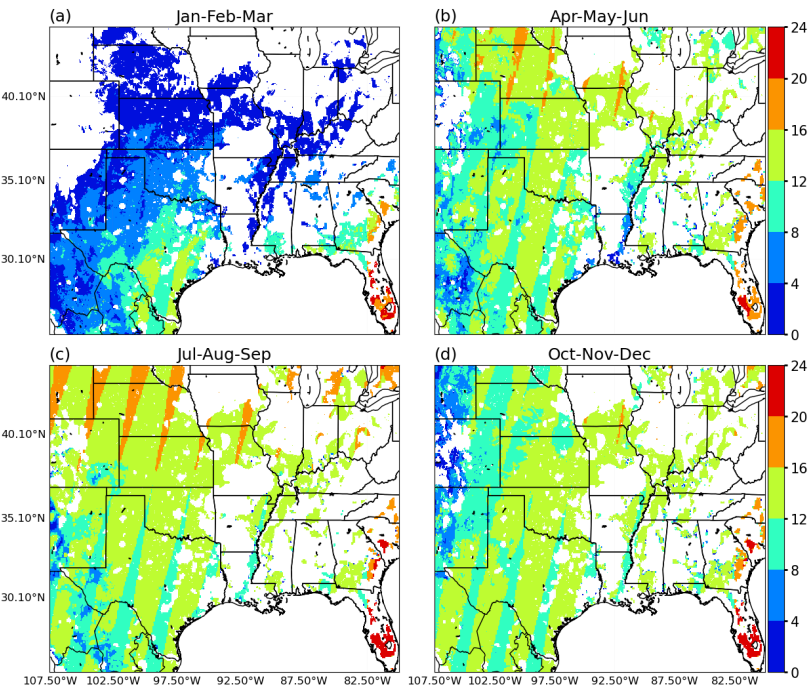 (a) Jan-Feb-Mar
(b) Apr-May-Jun
24
20
16
12
8
4
0
40.10°N
35.10°N
30.10°N
(c) Jul-Aug-Sep
(d) Oct-Nov-Dec
24
20
16
12
8
4
0
40.10°N
35.10°N
30.10°N
107.50°W 102.50°W 97.50°W 92.50°W 87.50°W 82.50°W
107.50°W 102.50°W 97.50°W 92.50°W 87.50°W 82.50°W